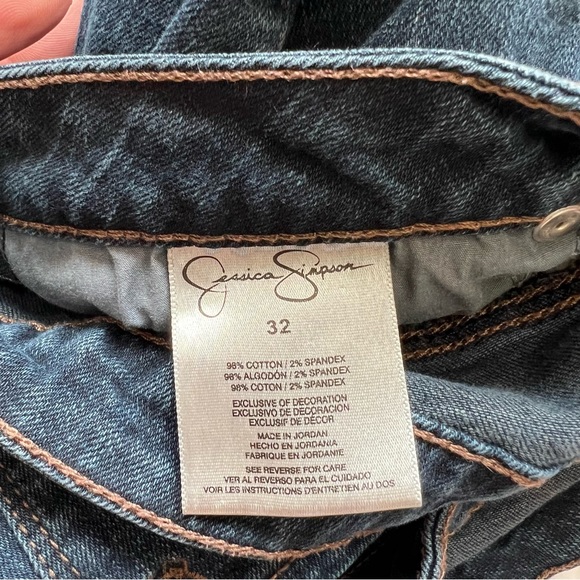 Jessica Simpson
32
98% COTTON / 2% SPANDEX
98% ALGODÓN / 2% SPANDEX
98% COTON / 2% SPANDEX
EXCLUSIVE OF DECORATION
EXCLUSIVO DE DECORACION
EXCLUSIF DE DÉCOR
MADE IN JORDAN
HECHO EN JORDANIA
FABRIQUE EN JORDANIE
SEE REVERSE FOR CARE
VER AL REVERSO PARA EL CUIDADO
VOIR LES INSTRUCTIONS D'ENTRETIEN AU DOS